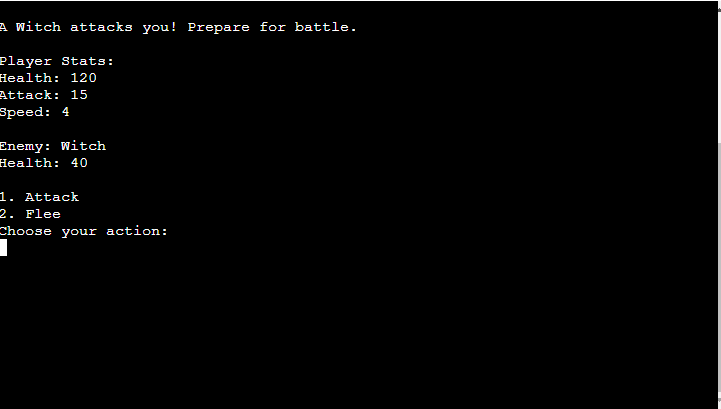 A Witch attacks you! Prepare for battle.
Player Stats:
Health: 120
Attack: 15
Speed: 4
Enemy: Witch
Health: 40
1. Attack
2. Flee
Choose your action: